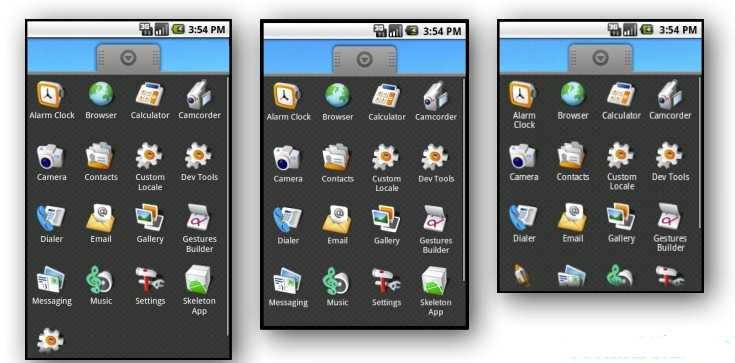 3G 3:54 PM
Alarm Clock Browser Calculator Camcorder
Camera Contacts Custom Locale Dev Tools
Dialer Email Gallery Gestures Builder
Messaging Music Settings Skeleton App
3G 3:54 PM
Alarm Clock Browser Calculator Camcorder
Camera Contacts Custom Locale Dev Tools
Dialer Email Gallery Gestures Builder
Messaging Music Settings Skeleton App
3G 3:54 PM
Alarm Clock Browser Calculator Camcorder
Camera Contacts Custom Locale Dev Tools
Dialer Email Gallery Gestures Builder